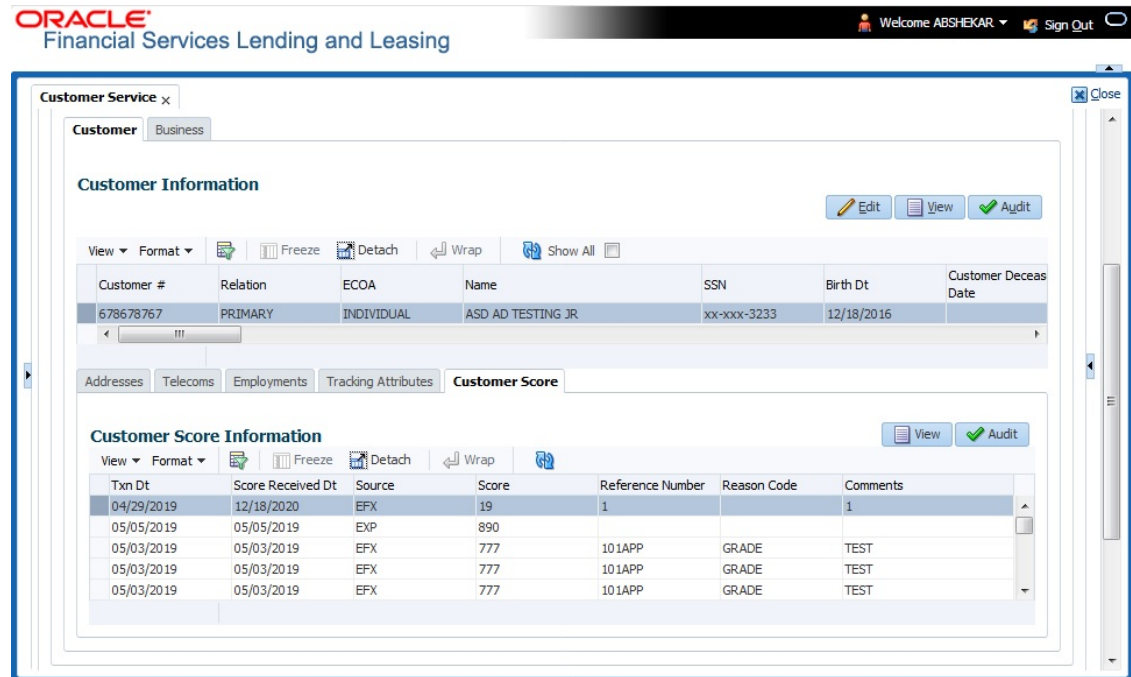 ORACLE
Financial Services Lending and Leasing
Welcome ABSHEKAR Sign Out
Customer Service x
Close
Customer Business
Customer Information
Edit View Audit
View Format Freeze Detach Wrap Show All
Customer # Relation ECOA Name SSN Birth Dt Customer Deceas
Date
678678767 PRIMARY INDIVIDUAL ASD AD TESTING JR xx-xxx-3233 12/18/2016
Addresses Telecoms Employments Tracking Attributes Customer Score
Customer Score Information
View Audit
View Format Freeze Detach Wrap
Txn Dt Score Received Dt Source Score Reference Number Reason Code Comments
04/29/2019 12/18/2020 EFX 19 1 1
05/05/2019 05/05/2019 EXP 890
05/03/2019 05/03/2019 EFX 777 101APP GRADE TEST
05/03/2019 05/03/2019 EFX 777 101APP GRADE TEST
05/03/2019 05/03/2019 EFX 777 101APP GRADE TEST